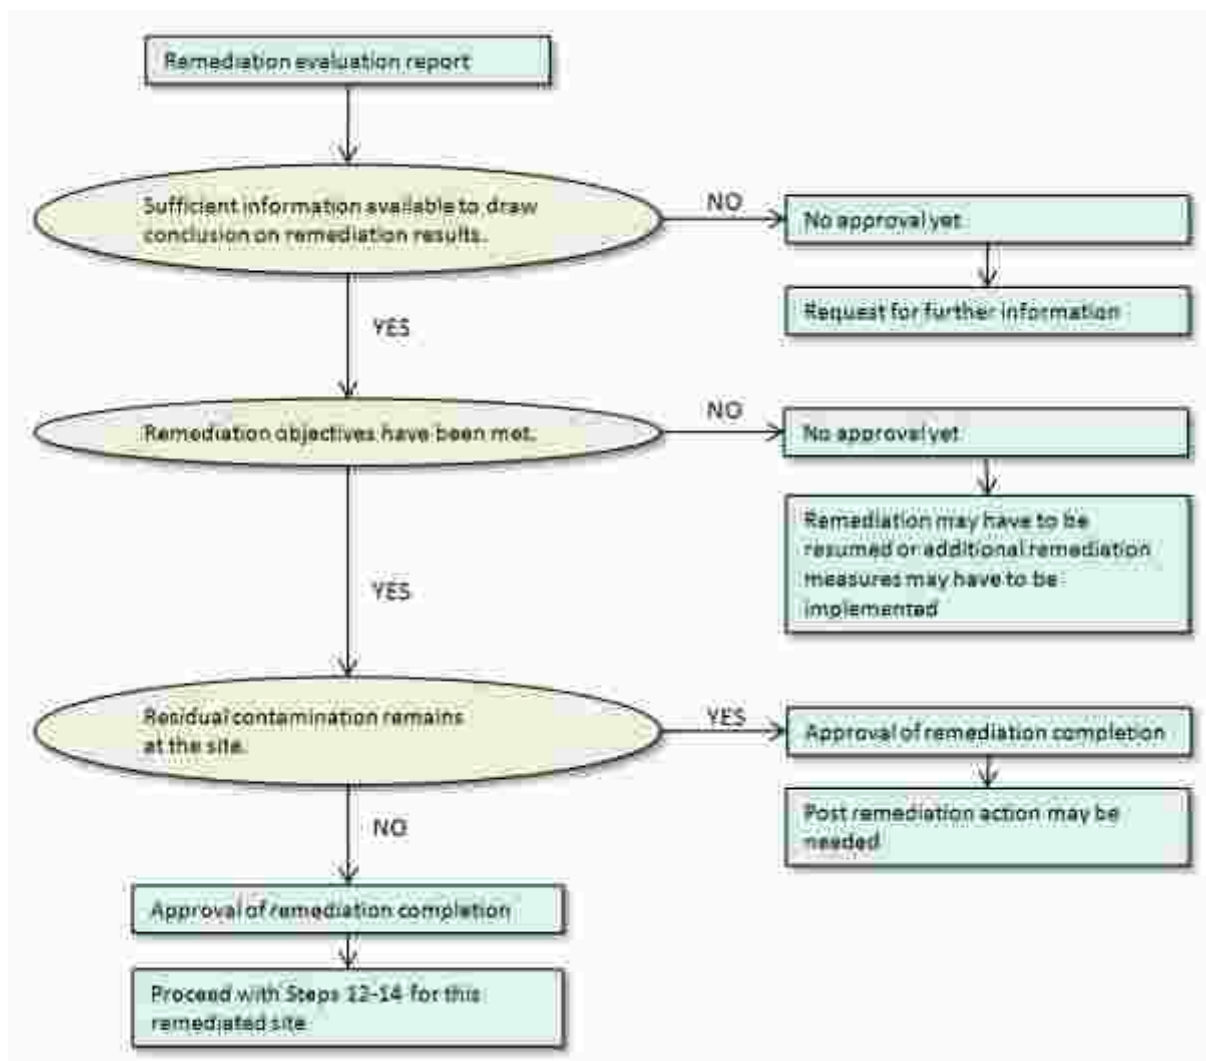 Remediation evaluation report
Sufficient information available to draw
conclusion on remediation results.
NO
No approval yet
Request for further information
YES
Remediation objectives have been met.
NO
No approval yet
Remediation may have to be
resumed or additional remediation
measures may have to be
implemented
YES
Residual contamination remains
at the site.
YES
Approval of remediation completion
Post remediation action may be
needed
NO
Approval of remediation completion
Proceed with Steps 12-14 for this
remediated site